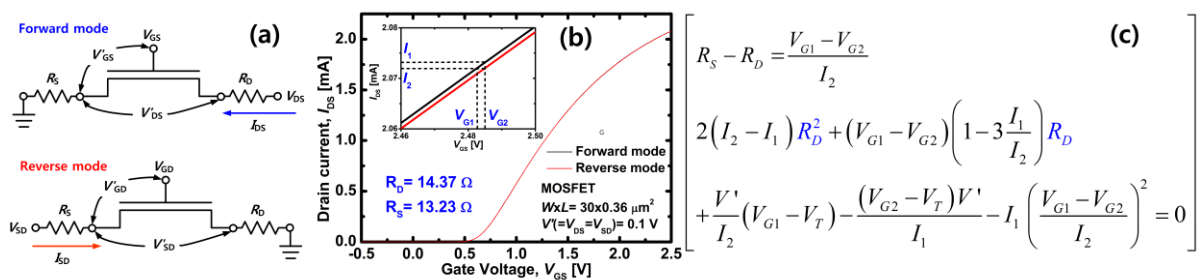 Forward mode
(a)
V_GS
V'_GS
R_S
R_D
V_DS
V'_DS
I_DS
Reverse mode
V_GD
V'_GD
R_S
R_D
V_SD
V'_SD
I_SD
(b)
Drain current, I_DS [mA]
2.0
1.5
1.0
0.5
0.0
-0.5 0.0 0.5 1.0 1.5 2.0 2.5
Gate Voltage, V_GS [V]
I_DS [mA]
2.08
2.07
2.06
I_1
I_2
V_G1 V_G2
2.46 2.48 2.50
V_GS [V]
G
Forward mode
Reverse mode
R_D= 14.37 Ω
R_S= 13.23 Ω
MOSFET
WxL= 30x0.36 μm²
V'(=V_DS=V_SD)= 0.1 V
(c)
R_S − R_D = (V_G1 − V_G2) / I_2
2(I_2 − I_1) R_D² + (V_G1 − V_G2)(1 − 3 I_1/I_2) R_D
+ V'/I_2 (V_G1 − V_T) − (V_G2 − V_T)V' / I_1 − I_1 ((V_G1 − V_G2) / I_2)² = 0